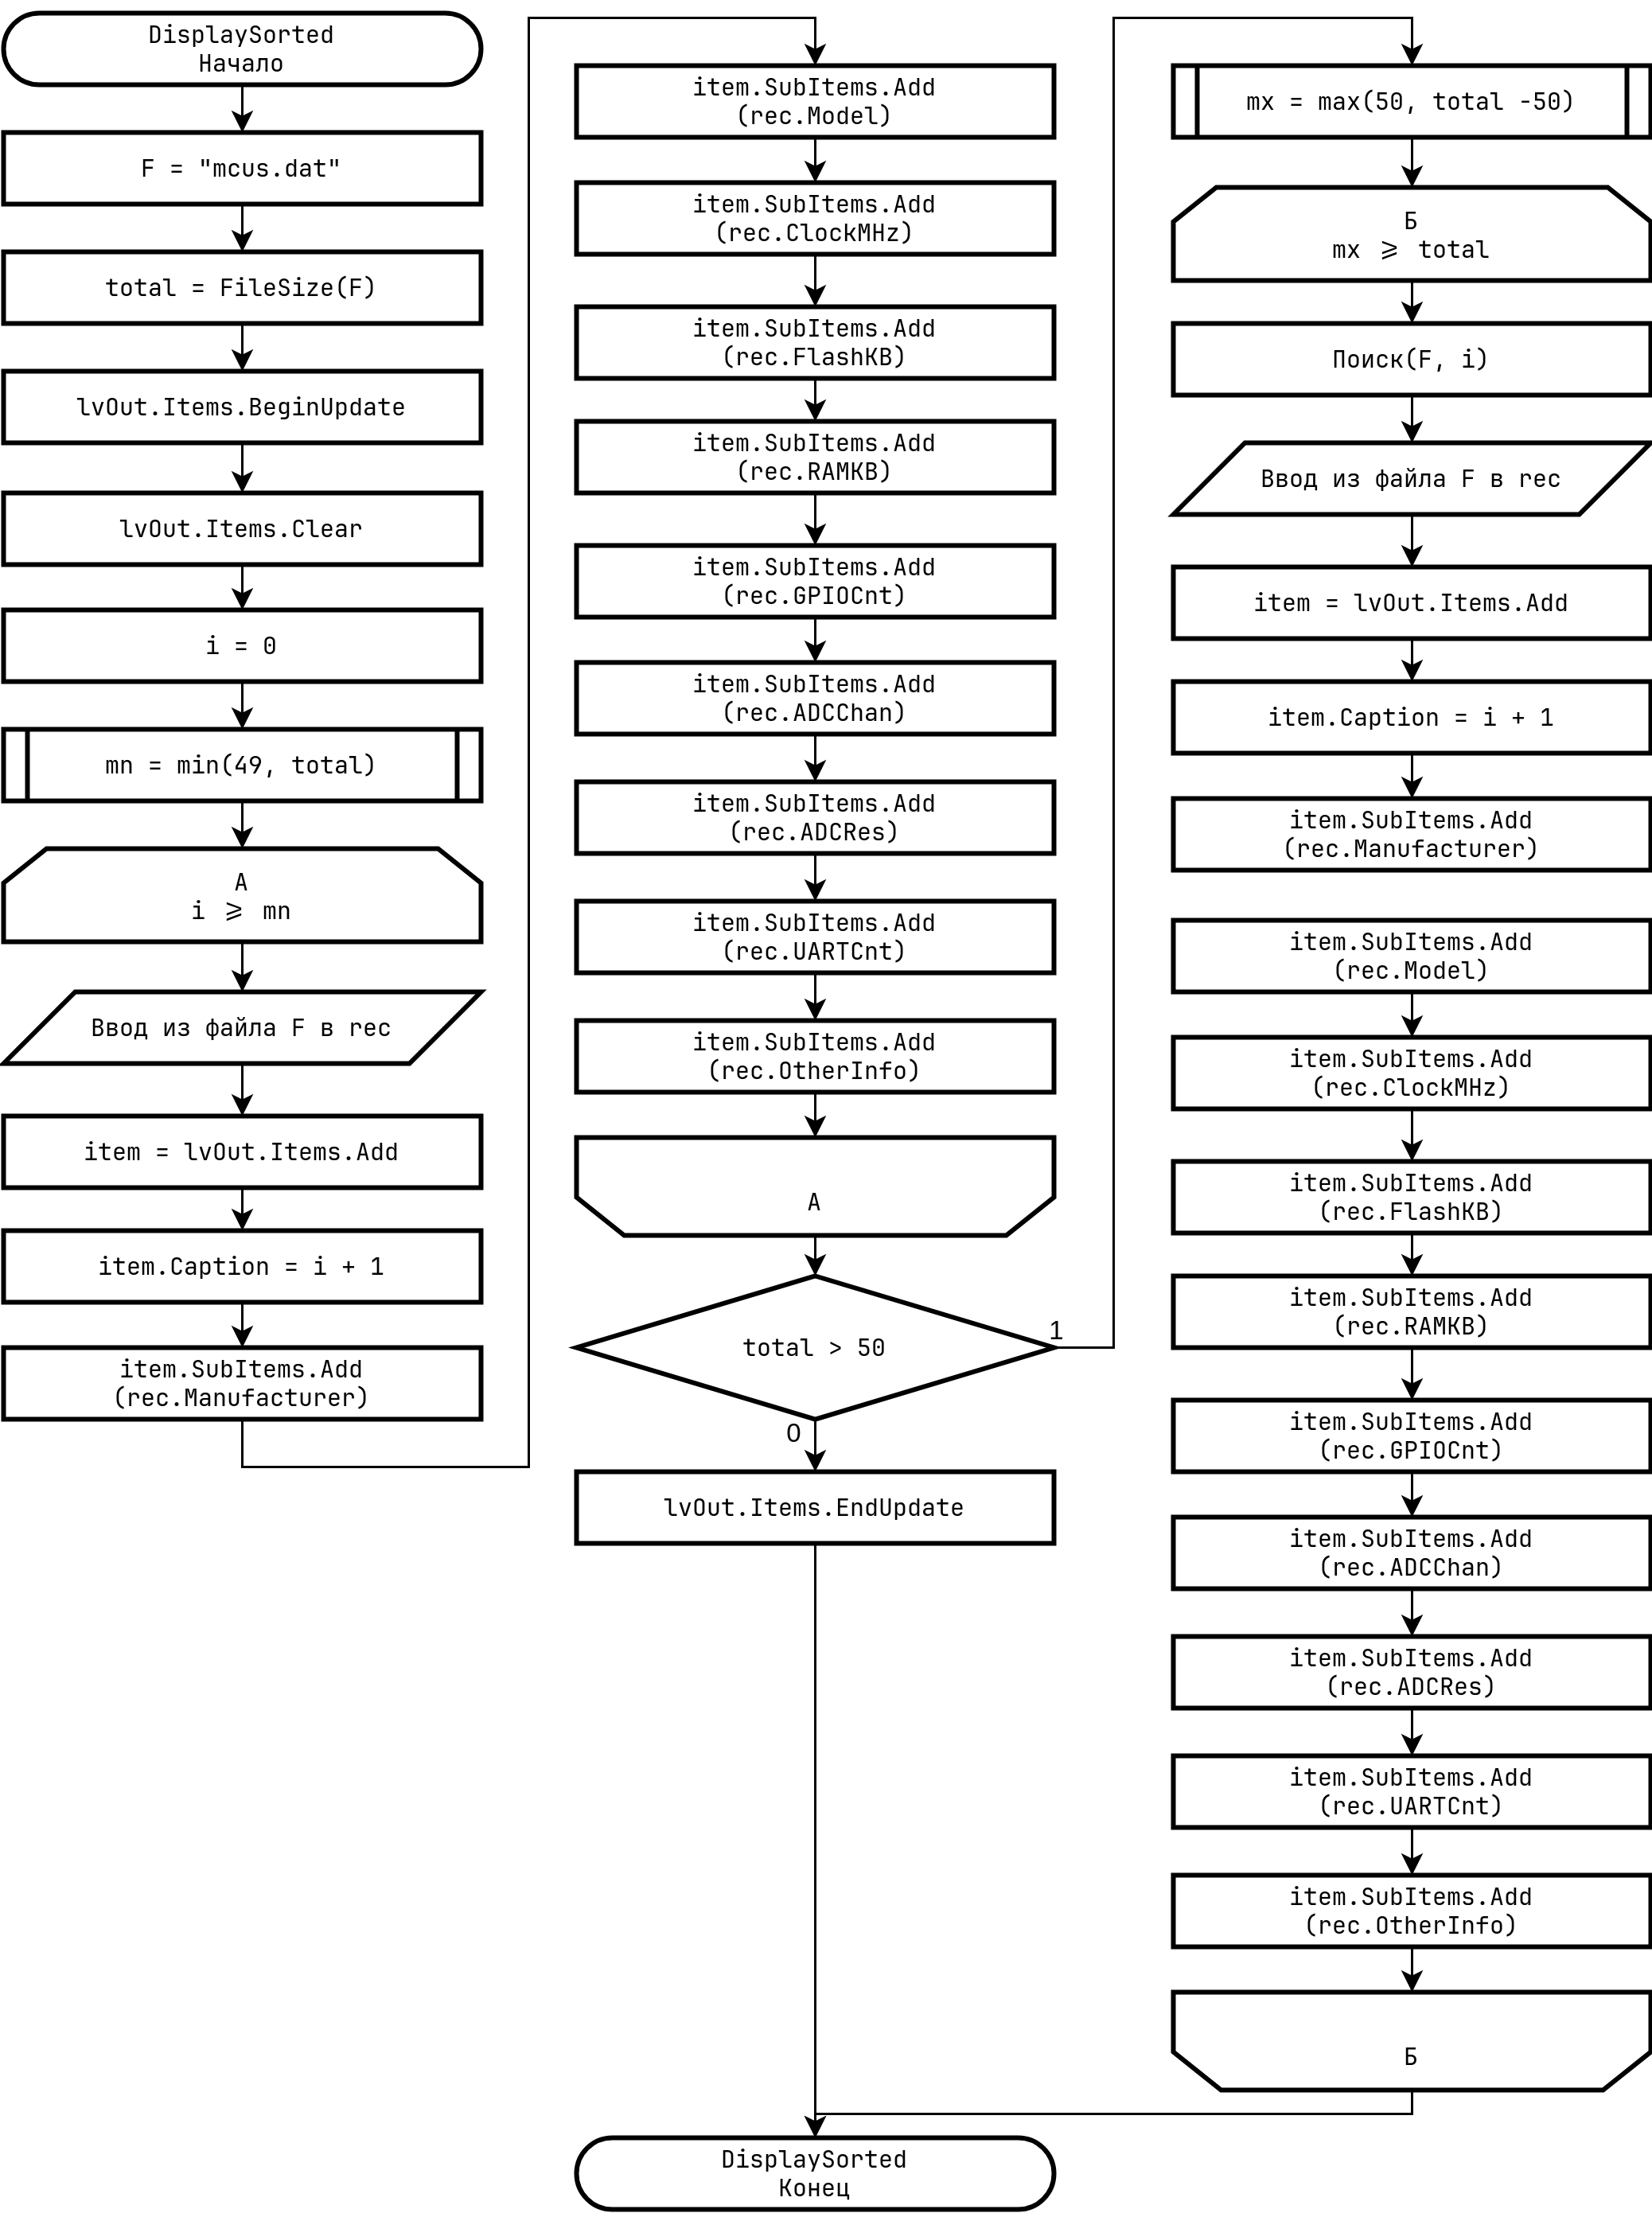 DisplaySorted
Начало
F = "mcus.dat"
total = FileSize(F)
lvOut.Items.BeginUpdate
lvOut.Items.Clear
i = 0
mn = min(49, total)
А
i ⩾ mn
Ввод из файла F в rec
item = lvOut.Items.Add
item.Caption = i + 1
item.SubItems.Add
(rec.Manufacturer)
item.SubItems.Add
(rec.Model)
item.SubItems.Add
(rec.ClockMHz)
item.SubItems.Add
(rec.FlashKB)
item.SubItems.Add
(rec.RAMKB)
item.SubItems.Add
(rec.GPIOCnt)
item.SubItems.Add
(rec.ADCChan)
item.SubItems.Add
(rec.ADCRes)
item.SubItems.Add
(rec.UARTCnt)
item.SubItems.Add
(rec.OtherInfo)
А
total > 50
1
0
lvOut.Items.EndUpdate
mx = max(50, total -50)
Б
mx ⩾ total
Поиск(F, i)
Ввод из файла F в rec
item = lvOut.Items.Add
item.Caption = i + 1
item.SubItems.Add
(rec.Manufacturer)
item.SubItems.Add
(rec.Model)
item.SubItems.Add
(rec.ClockMHz)
item.SubItems.Add
(rec.FlashKB)
item.SubItems.Add
(rec.RAMKB)
item.SubItems.Add
(rec.GPIOCnt)
item.SubItems.Add
(rec.ADCChan)
item.SubItems.Add
(rec.ADCRes)
item.SubItems.Add
(rec.UARTCnt)
item.SubItems.Add
(rec.OtherInfo)
Б
DisplaySorted
Конец